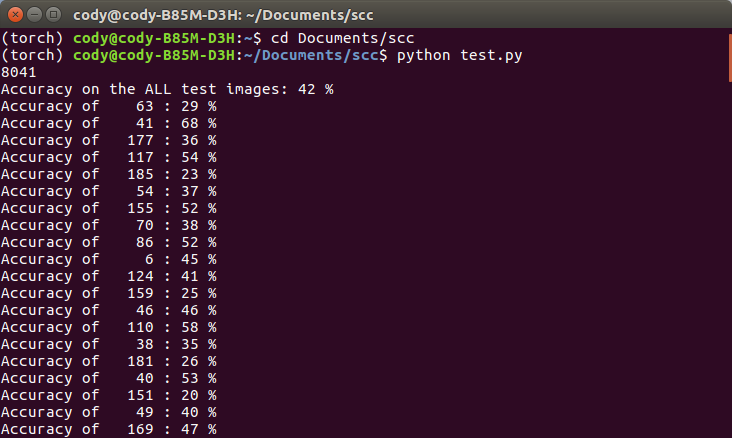 cody@cody-B85M-D3H: ~/Documents/scc
(torch) cody@cody-B85M-D3H:~$ cd Documents/scc
(torch) cody@cody-B85M-D3H:~/Documents/scc$ python test.py
8041
Accuracy on the ALL test images: 42 %
Accuracy of    63 : 29 %
Accuracy of    41 : 68 %
Accuracy of   177 : 36 %
Accuracy of   117 : 54 %
Accuracy of   185 : 23 %
Accuracy of    54 : 37 %
Accuracy of   155 : 52 %
Accuracy of    70 : 38 %
Accuracy of    86 : 52 %
Accuracy of     6 : 45 %
Accuracy of   124 : 41 %
Accuracy of   159 : 25 %
Accuracy of    46 : 46 %
Accuracy of   110 : 58 %
Accuracy of    38 : 35 %
Accuracy of   181 : 26 %
Accuracy of    40 : 53 %
Accuracy of   151 : 20 %
Accuracy of    49 : 40 %
Accuracy of   169 : 47 %